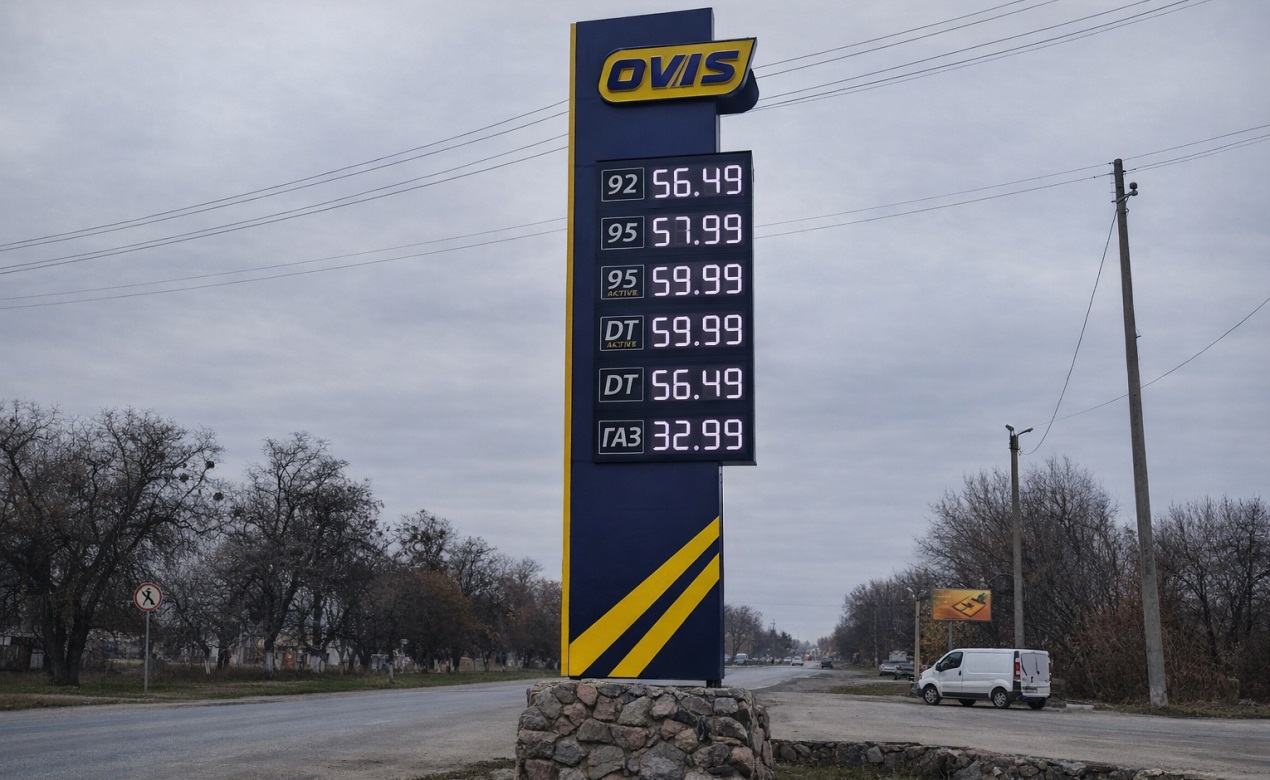 OVIS
92 56.49
95 57.99
95 ACTIVE 59.99
DT ACTIVE 59.99
DT 56.49
ГАЗ 32.99